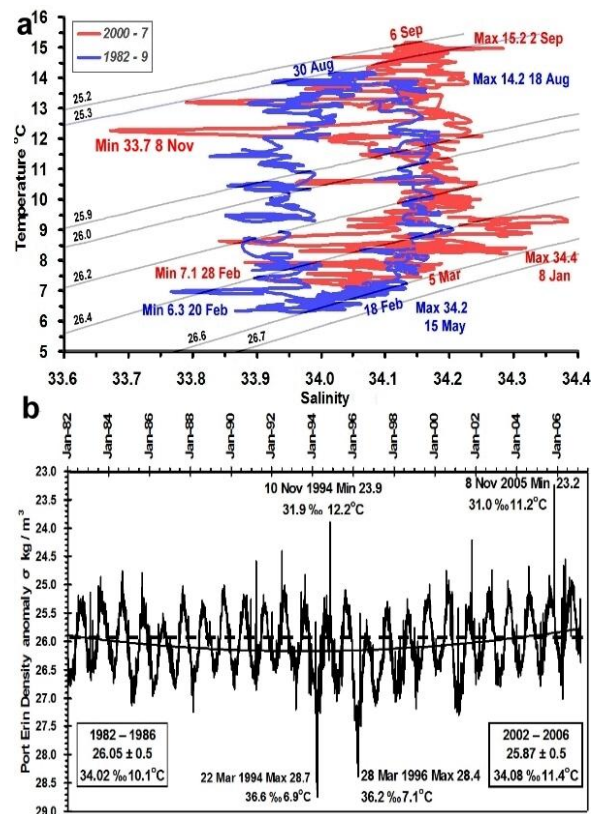 a
2000 - 7
1982 - 9
6 Sep
Max 15.2 2 Sep
30 Aug
Max 14.2 18 Aug
Min 33.7 8 Nov
Min 7.1 28 Feb
Min 6.3 20 Feb
5 Mar
18 Feb
Max 34.2
15 May
Max 34.4
8 Jan
25.2
25.3
25.9
26.0
26.2
26.4
26.6
26.7
Temperature °C
16
15
14
13
12
11
10
9
8
7
6
5
33.6 33.7 33.8 33.9 34.0 34.1 34.2 34.3 34.4
Salinity
b
Jan-82 Jan-84 Jan-86 Jan-88 Jan-90 Jan-92 Jan-94 Jan-96 Jan-98 Jan-00 Jan-02 Jan-04 Jan-06
Port Erin Density anomaly σ kg / m³
23.0
23.5
24.0
24.5
25.0
25.5
26.0
26.5
27.0
27.5
28.0
28.5
29.0
10 Nov 1994 Min 23.9
31.9 ‰ 12.2°C
8 Nov 2005 Min 23.2
31.0 ‰ 11.2°C
1982 – 1986
26.05 ± 0.5
34.02 ‰ 10.1°C
22 Mar 1994 Max 28.7
36.6 ‰ 6.9°C
28 Mar 1996 Max 28.4
36.2 ‰ 7.1°C
2002 – 2006
25.87 ± 0.5
34.08 ‰ 11.4°C